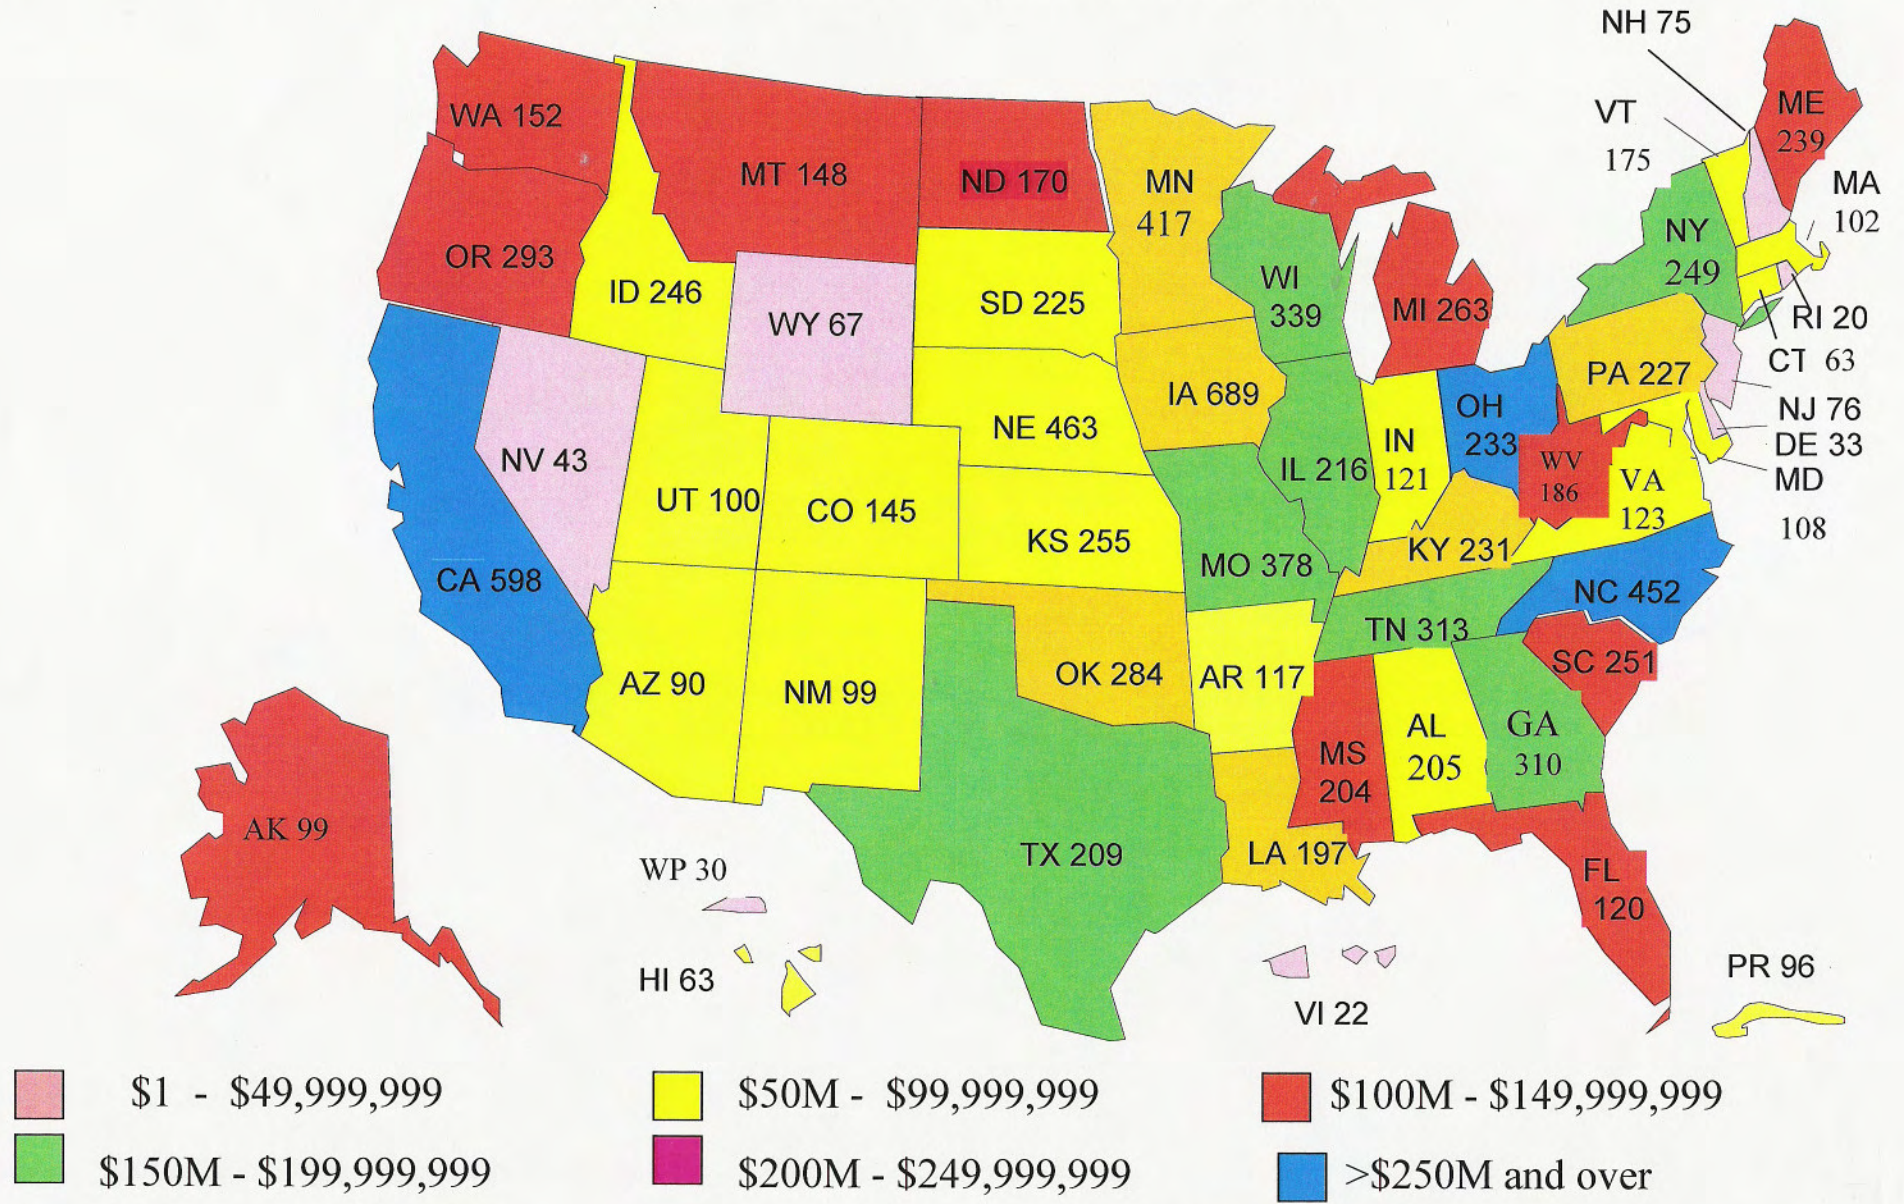 NH 75
VT
175
ME
239
MA
102
WA 152
MT 148
ND 170
MN
417
OR 293
ID 246
WY 67
SD 225
WI
339
MI 263
NY
249
RI 20
CT 63
PA 227
NJ 76
DE 33
MD
108
NV 43
UT 100
CO 145
NE 463
IA 689
IL 216
IN
121
OH
233
WV
186
VA
123
CA 598
KS 255
MO 378
KY 231
NC 452
TN 313
SC 251
AZ 90
NM 99
OK 284
AR 117
MS
204
AL
205
GA
310
AK 99
WP 30
HI 63
TX 209
LA 197
FL
120
VI 22
PR 96
$1 - $49,999,999
$50M - $99,999,999
$100M - $149,999,999
$150M - $199,999,999
$200M - $249,999,999
>$250M and over